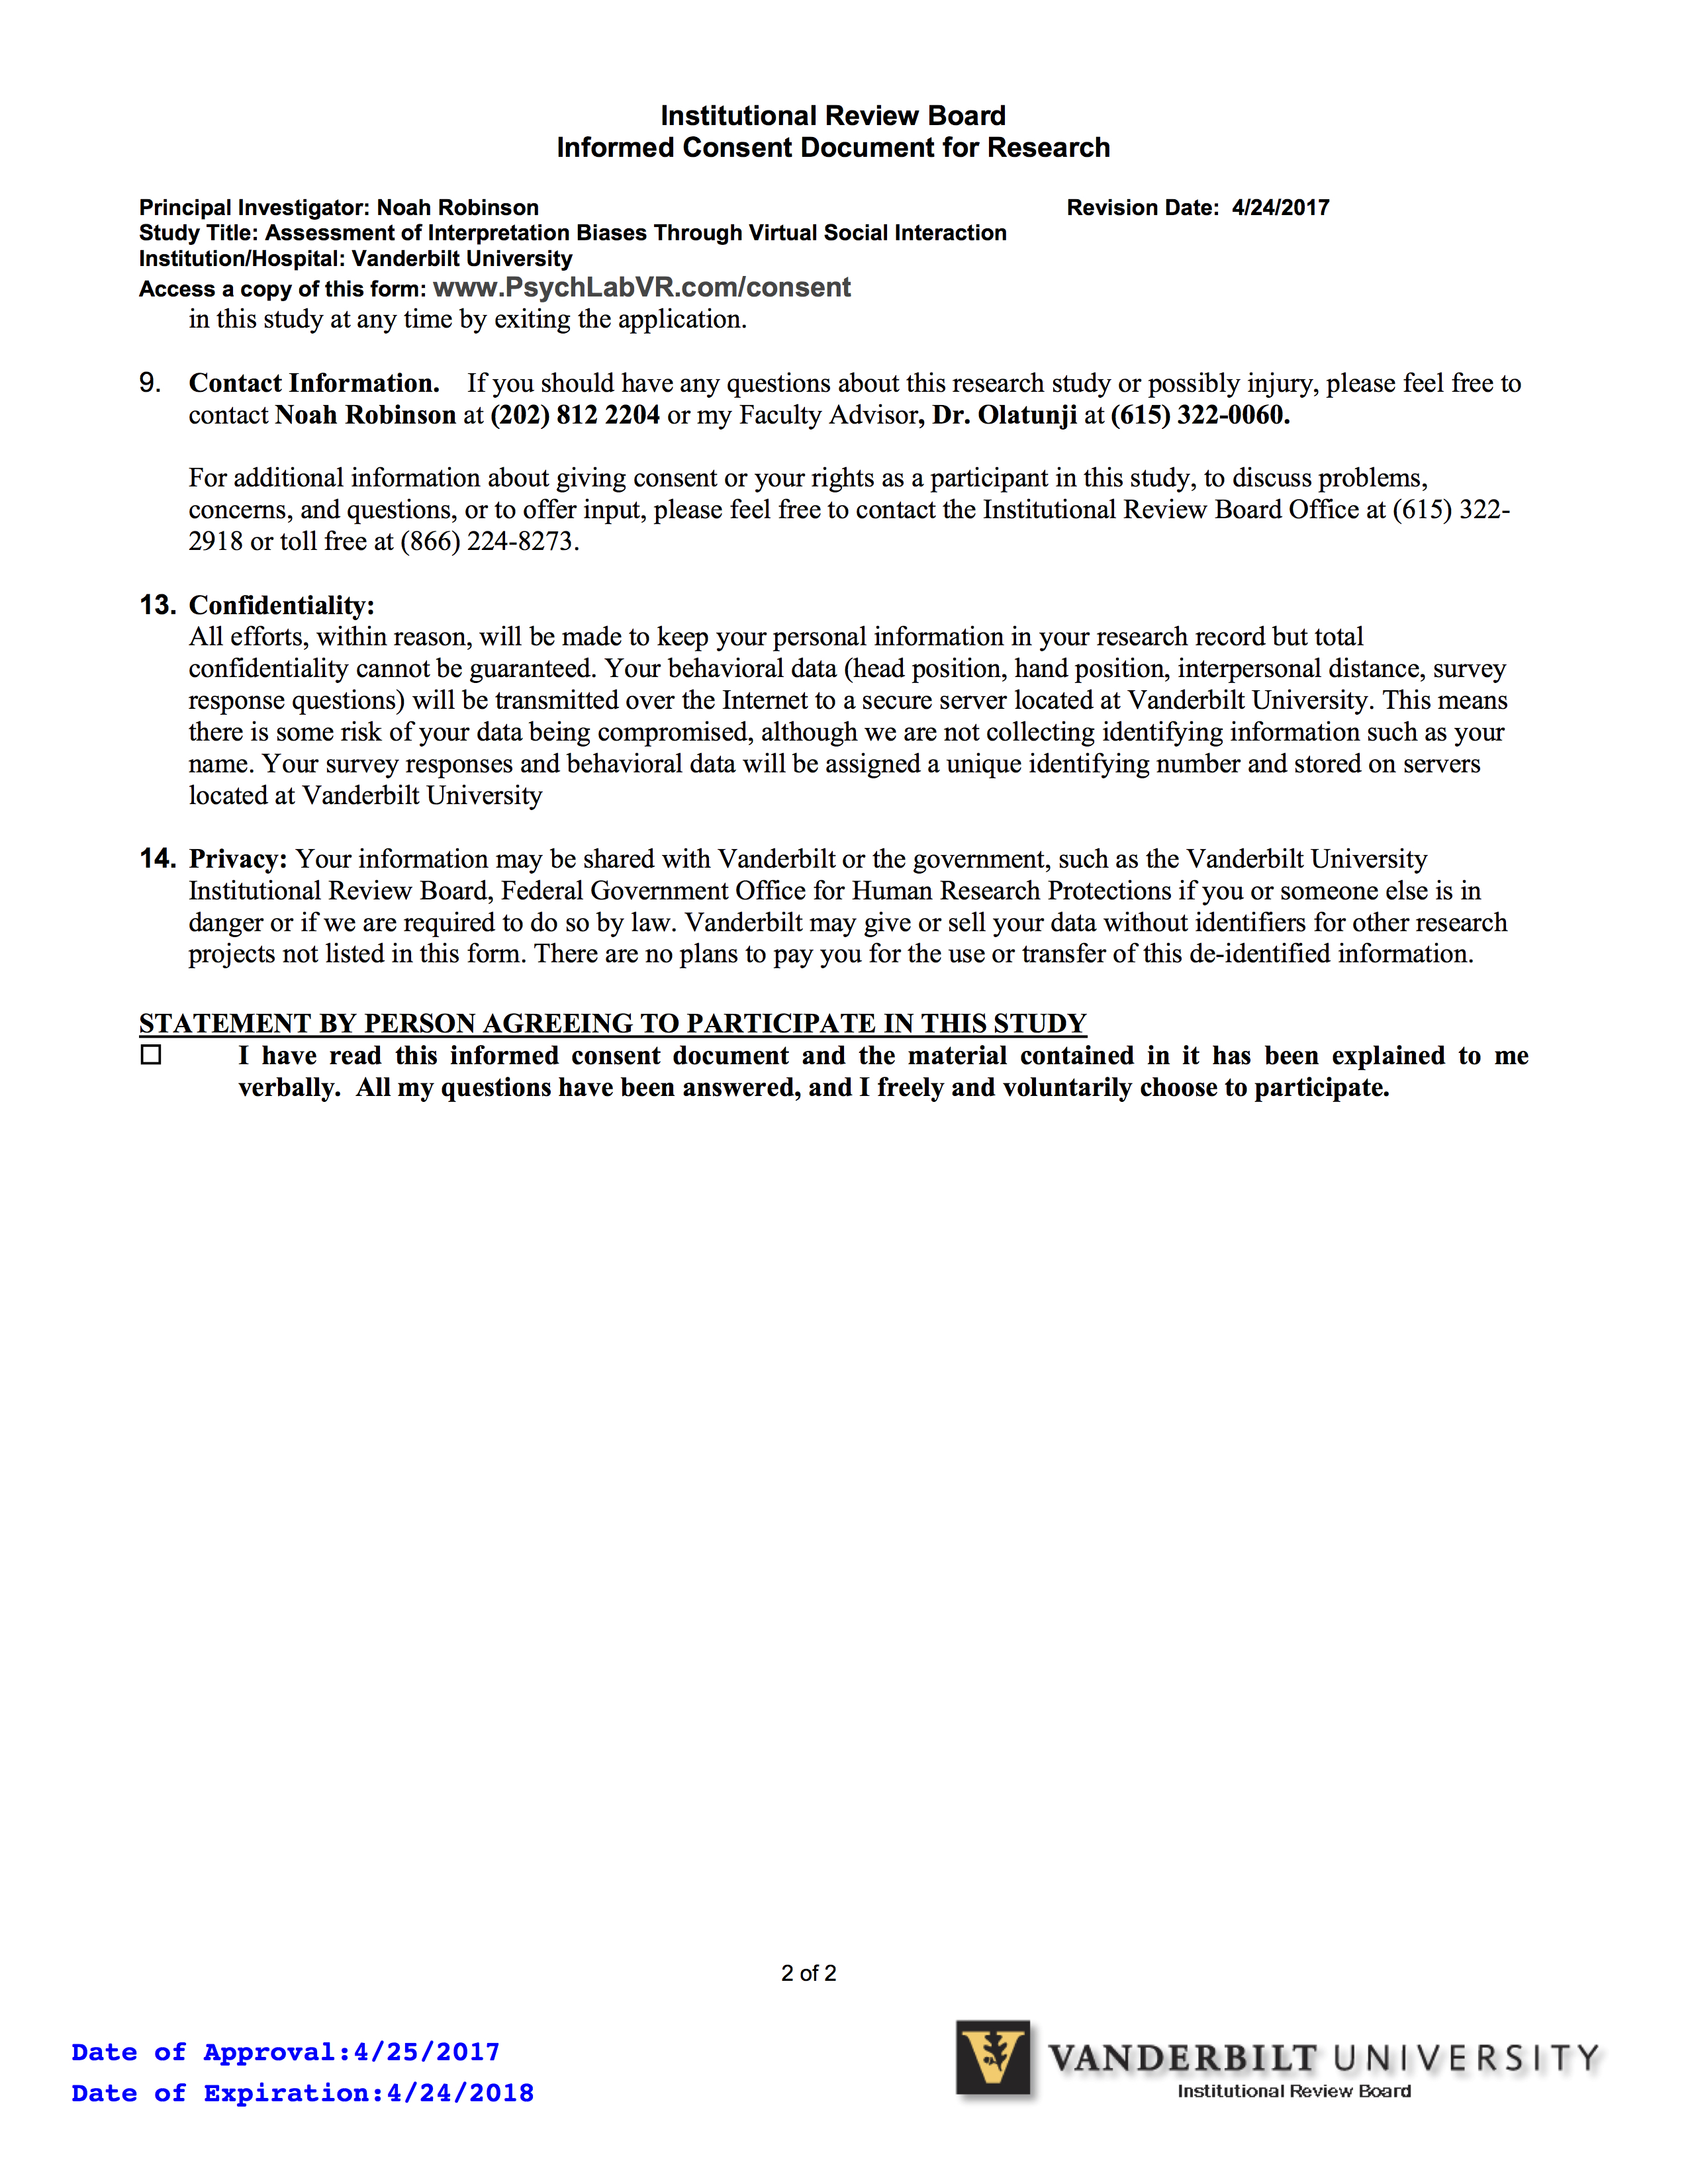 Institutional Review Board
Informed Consent Document for Research
Principal Investigator: Noah Robinson Revision Date: 4/24/2017
Study Title: Assessment of Interpretation Biases Through Virtual Social Interaction
Institution/Hospital: Vanderbilt University
Access a copy of this form: www.PsychLabVR.com/consent
in this study at any time by exiting the application.
9. Contact Information. If you should have any questions about this research study or possibly injury, please feel free to
contact Noah Robinson at (202) 812 2204 or my Faculty Advisor, Dr. Olatunji at (615) 322-0060.
For additional information about giving consent or your rights as a participant in this study, to discuss problems,
concerns, and questions, or to offer input, please feel free to contact the Institutional Review Board Office at (615) 322-
2918 or toll free at (866) 224-8273.
13. Confidentiality:
All efforts, within reason, will be made to keep your personal information in your research record but total
confidentiality cannot be guaranteed. Your behavioral data (head position, hand position, interpersonal distance, survey
response questions) will be transmitted over the Internet to a secure server located at Vanderbilt University. This means
there is some risk of your data being compromised, although we are not collecting identifying information such as your
name. Your survey responses and behavioral data will be assigned a unique identifying number and stored on servers
located at Vanderbilt University
14. Privacy: Your information may be shared with Vanderbilt or the government, such as the Vanderbilt University
Institutional Review Board, Federal Government Office for Human Research Protections if you or someone else is in
danger or if we are required to do so by law. Vanderbilt may give or sell your data without identifiers for other research
projects not listed in this form. There are no plans to pay you for the use or transfer of this de-identified information.
STATEMENT BY PERSON AGREEING TO PARTICIPATE IN THIS STUDY
☐ I have read this informed consent document and the material contained in it has been explained to me
verbally. All my questions have been answered, and I freely and voluntarily choose to participate.
2 of 2
Date of Approval:4/25/2017
Date of Expiration:4/24/2018
V VANDERBILT UNIVERSITY
Institutional Review Board